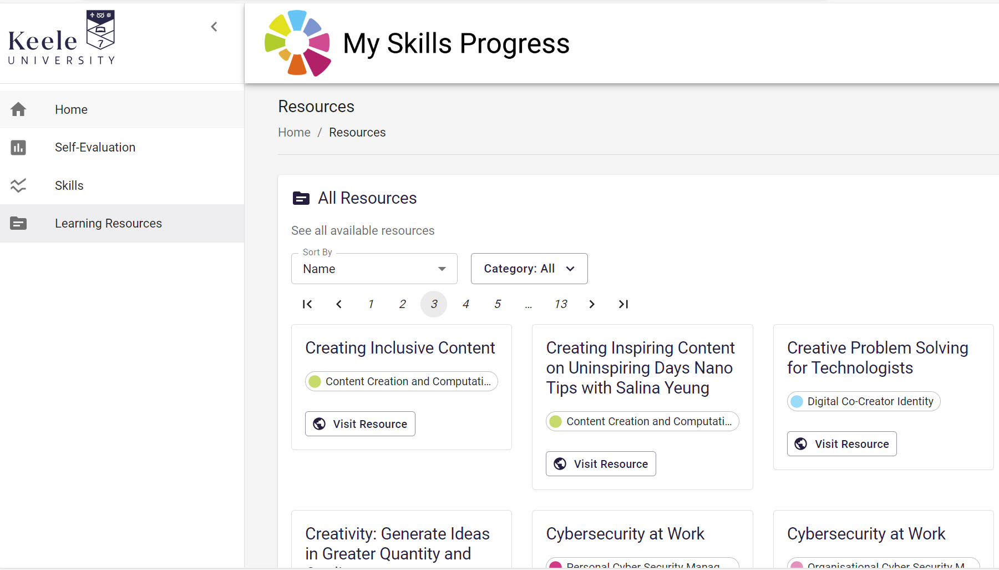 Keele
UNIVERSITY
My Skills Progress
Home
Self-Evaluation
Skills
Learning Resources
Resources
Home / Resources
All Resources
See all available resources
Sort By
Name
Category: All
1 2 3 4 5 ... 13
Creating Inclusive Content
Content Creation and Computati...
Visit Resource
Creating Inspiring Content
on Uninspiring Days Nano
Tips with Salina Yeung
Content Creation and Computati...
Visit Resource
Creative Problem Solving
for Technologists
Digital Co-Creator Identity
Visit Resource
Creativity: Generate Ideas
in Greater Quantity and
Cybersecurity at Work
Personal Cyber Security Manag
Cybersecurity at Work
Organisational Cyber Security M